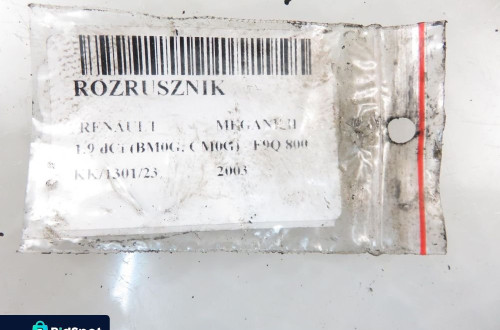 ROZRUSZNIK
RENAULT MEGANE II
1.9 dCi (BM0G, CM0G) F9Q 800
KK/1301/23 2003